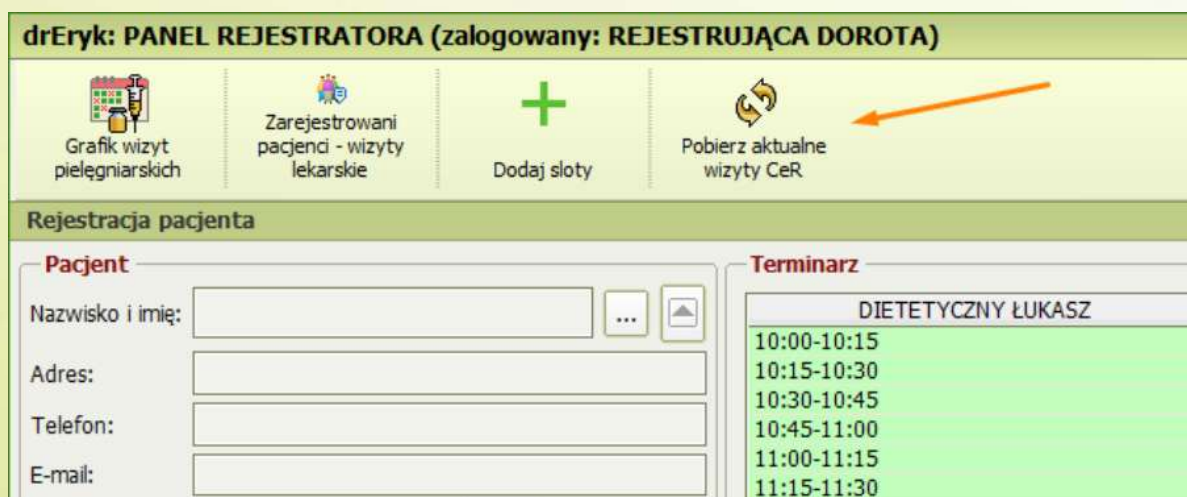 drEryk: PANEL REJESTRATORA (zalogowany: REJESTRUJĄCA DOROTA)
Grafik wizyt
pielęgniarskich
Zarejestrowani
pacjenci - wizyty
lekarskie
Dodaj sloty
Pobierz aktualne
wizyty CeR
Rejestracja pacjenta
Pacjent
Nazwisko i imię:
...
Adres:
Telefon:
E-mail:
Terminarz
DIETETYCZNY ŁUKASZ
10:00-10:15
10:15-10:30
10:30-10:45
10:45-11:00
11:00-11:15
11:15-11:30